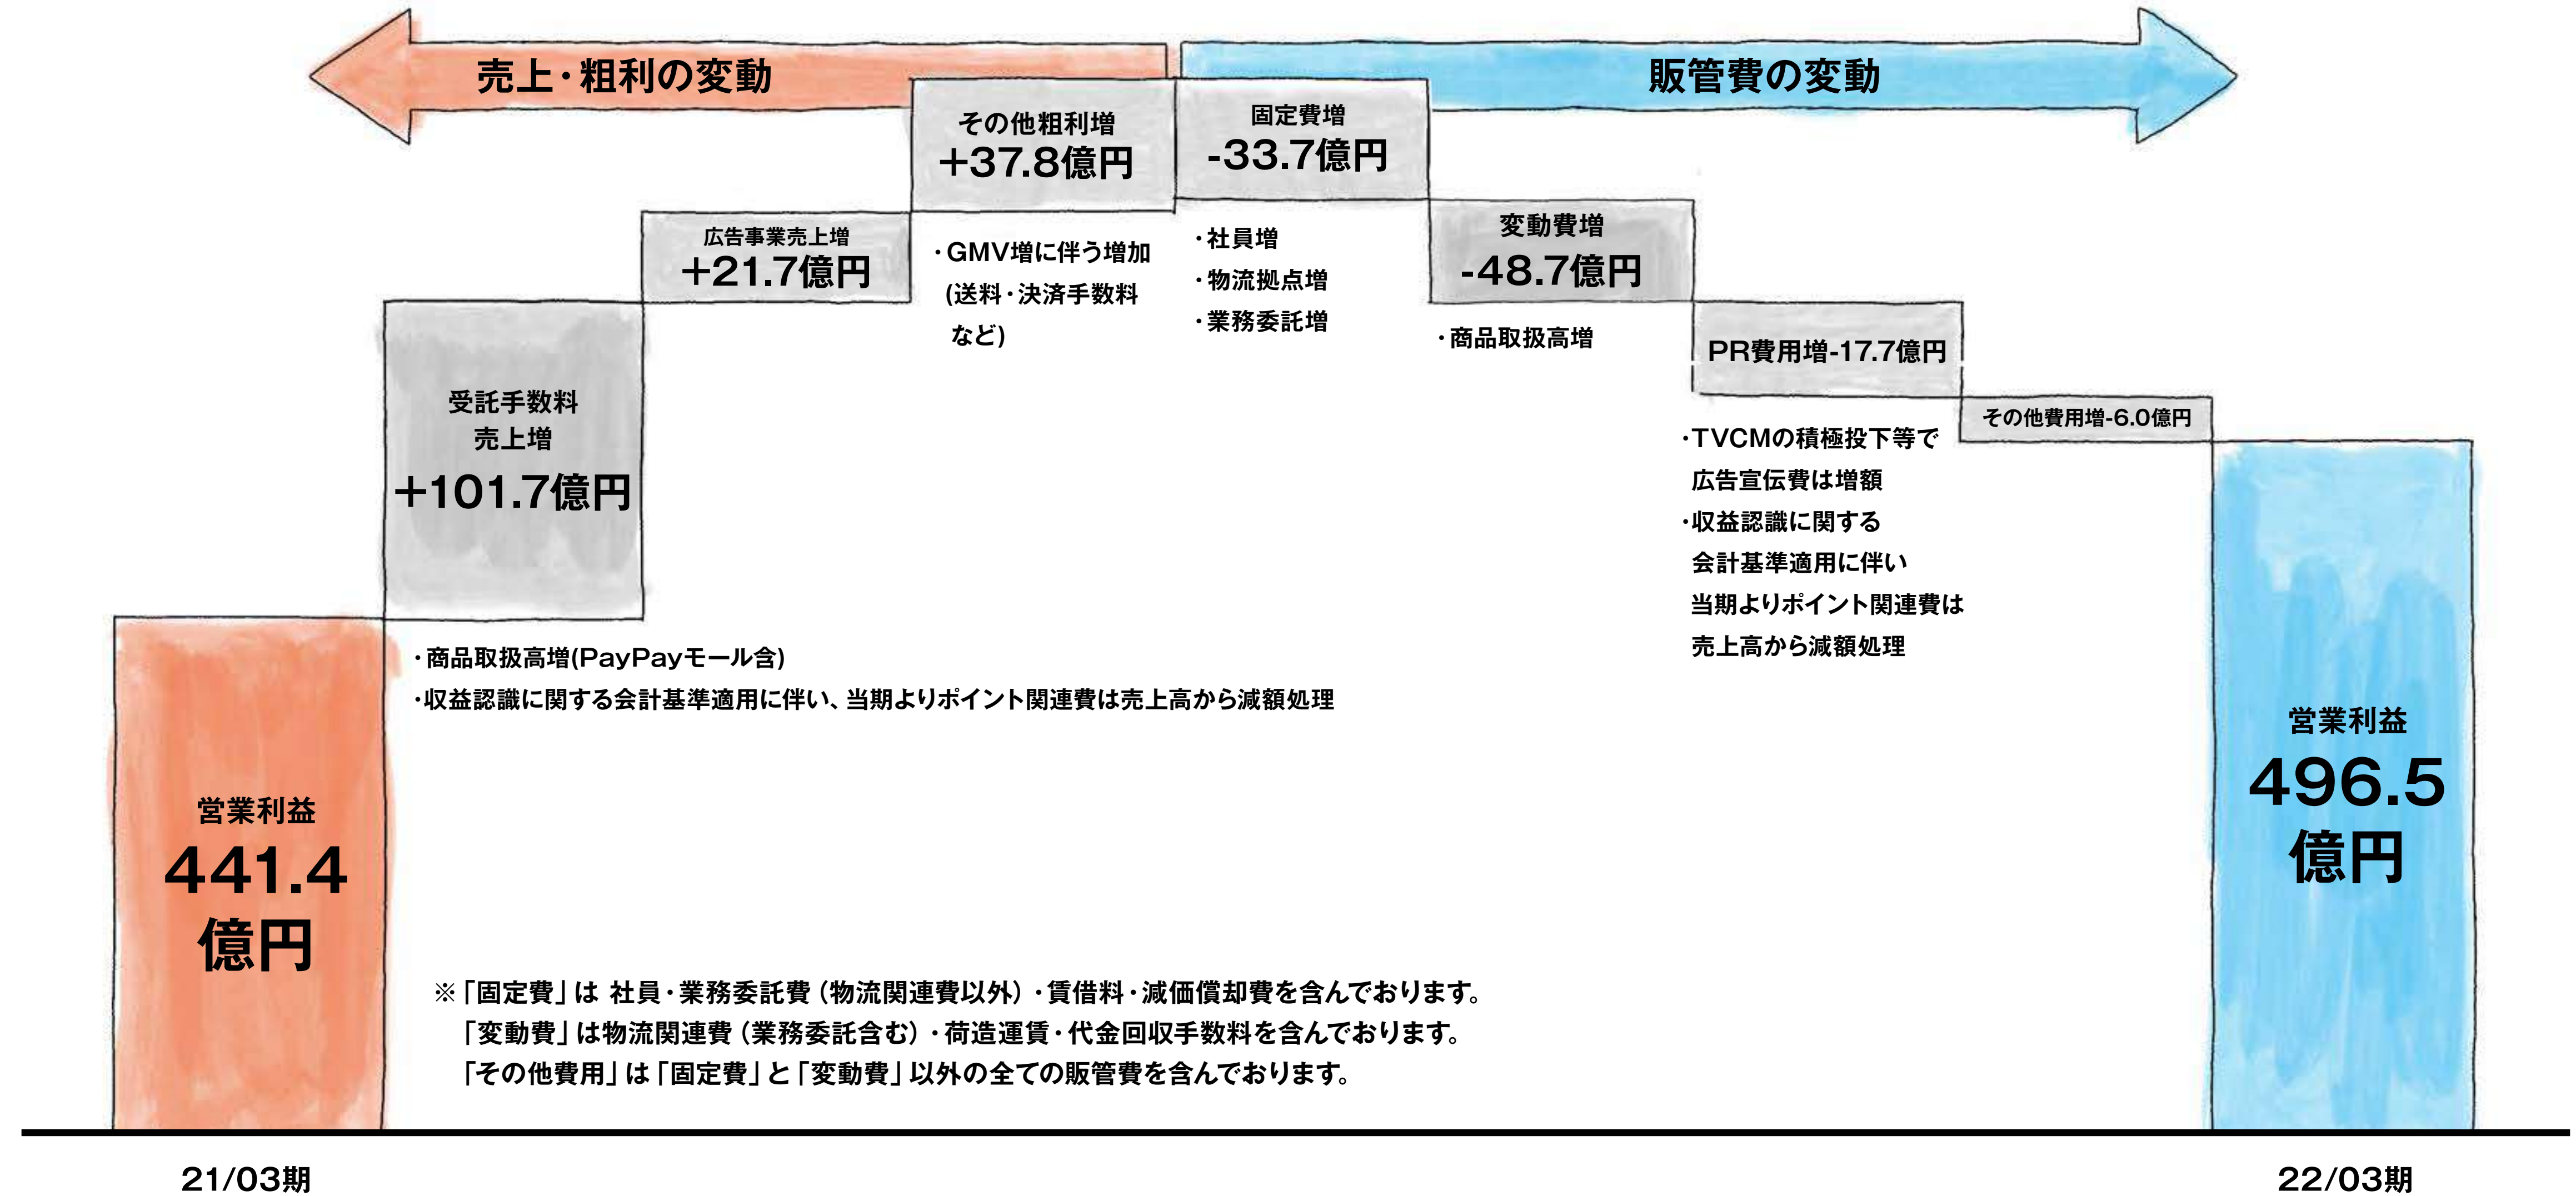 売上・粗利の変動
販管費の変動
その他粗利増
+37.8億円
固定費増
-33.7億円
広告事業売上増
+21.7億円
・GMV増に伴う増加
(送料・決済手数料
など)
・社員増
・物流拠点増
・業務委託増
変動費増
-48.7億円
・商品取扱高増
PR費用増-17.7億円
その他費用増-6.0億円
・TVCMの積極投下等で
広告宣伝費は増額
・収益認識に関する
会計基準適用に伴い
当期よりポイント関連費は
売上高から減額処理
受託手数料
売上増
+101.7億円
・商品取扱高増(PayPayモール含)
・収益認識に関する会計基準適用に伴い、当期よりポイント関連費は売上高から減額処理
営業利益
441.4
億円
営業利益
496.5
億円
※「固定費」は 社員・業務委託費（物流関連費以外）・賃借料・減価償却費を含んでおります。
「変動費」は物流関連費（業務委託含む）・荷造運賃・代金回収手数料を含んでおります。
「その他費用」は「固定費」と「変動費」以外の全ての販管費を含んでおります。
21/03期
22/03期